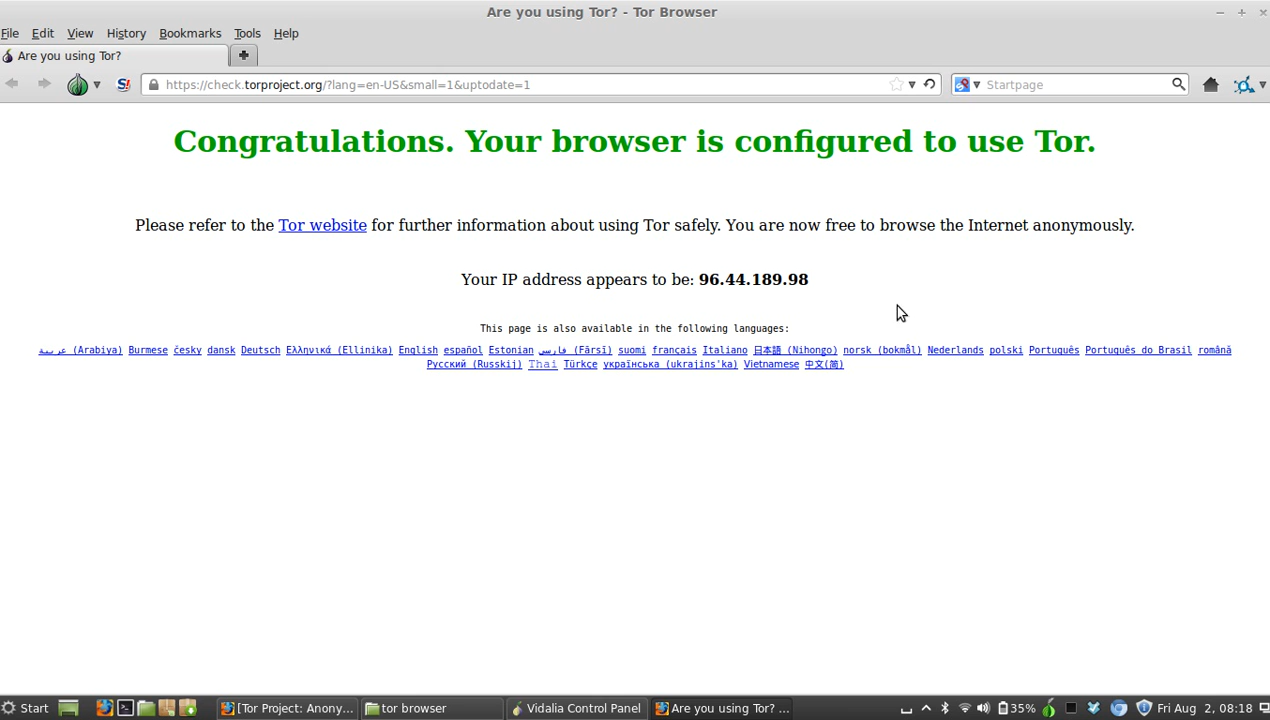 Are you using Tor? - Tor Browser
File Edit View History Bookmarks Tools Help
Are you using Tor?
https://check.torproject.org/?lang=en-US&small=1&uptodate=1 Startpage
Congratulations. Your browser is configured to use Tor.
Please refer to the Tor website for further information about using Tor safely. You are now free to browse the Internet anonymously.
Your IP address appears to be: 96.44.189.98
This page is also available in the following languages:
عربية (Arabiya) Burmese česky dansk Deutsch Ελληνικά (Ellinika) English español Estonian فارسی (Fārsī) suomi français Italiano 日本語 (Nihongo) norsk (bokmål) Nederlands polski Português Português do Brasil română
Русский (Russkij) Thai Türkçe українська (ukrajins'ka) Vietnamese 中文(简)
Start [Tor Project: Anony... tor browser Vidalia Control Panel Are you using Tor? ... 35% Fri Aug 2, 08:18